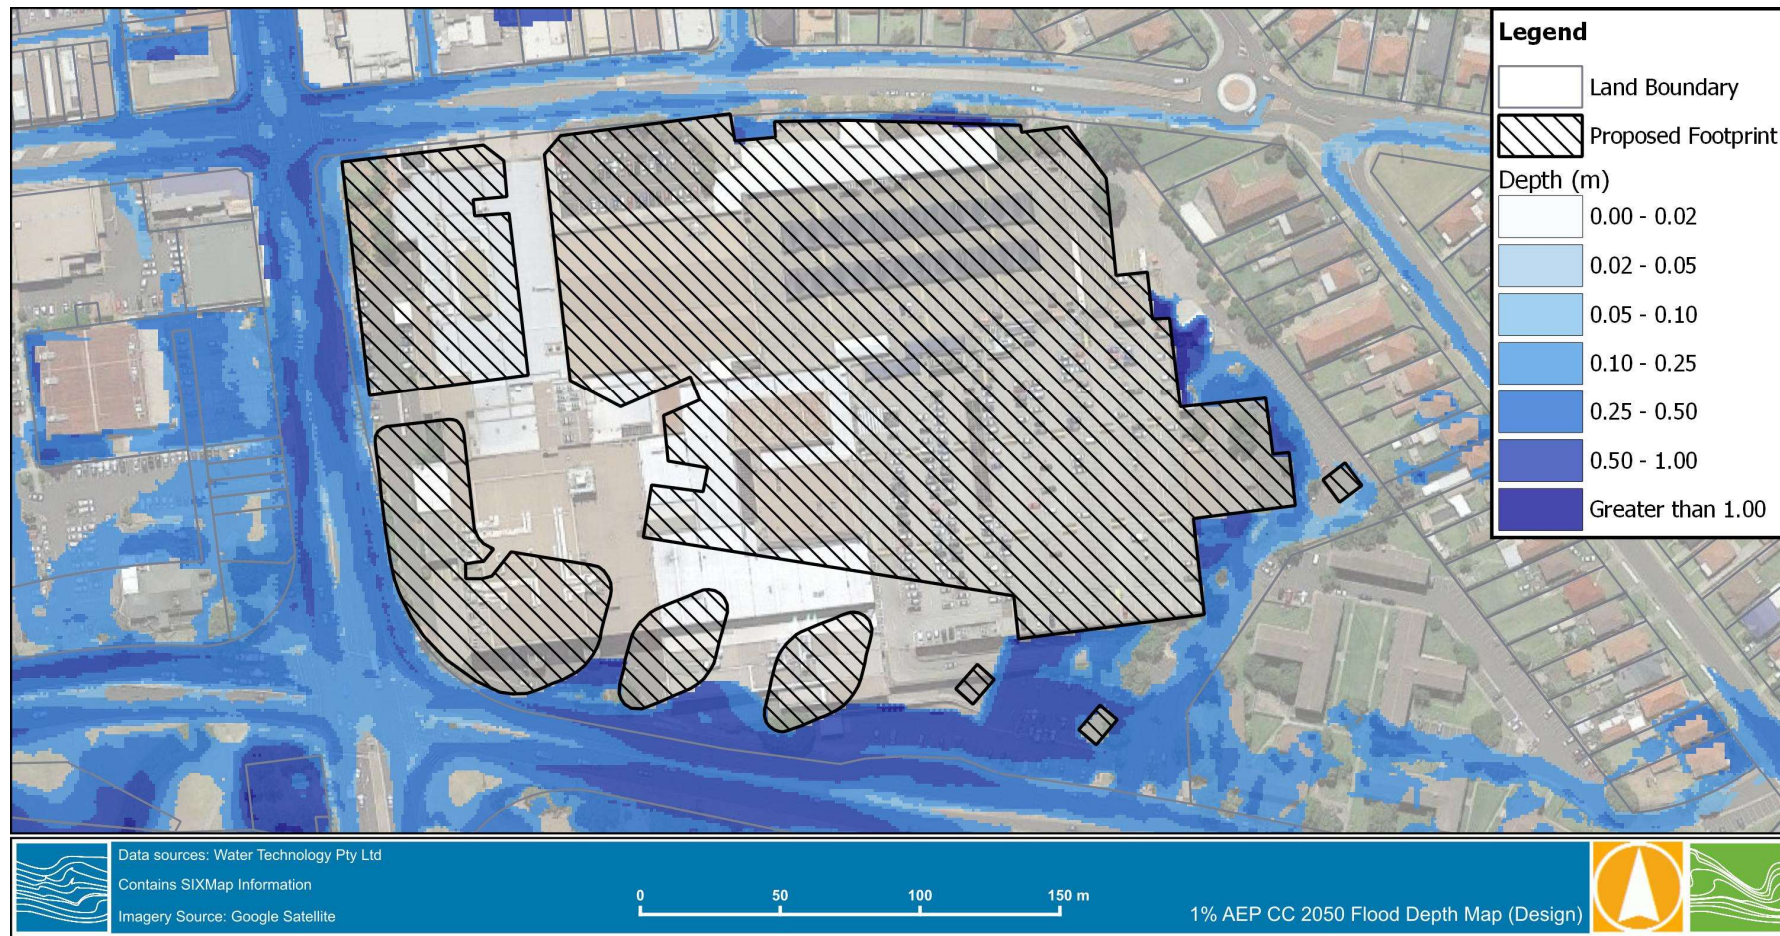 Legend
Land Boundary
Proposed Footprint
Depth (m)
0.00 - 0.02
0.02 - 0.05
0.05 - 0.10
0.10 - 0.25
0.25 - 0.50
0.50 - 1.00
Greater than 1.00
Data sources: Water Technology Pty Ltd
Contains SIXMap Information
Imagery Source: Google Satellite
0 50 100 150 m
1% AEP CC 2050 Flood Depth Map (Design)